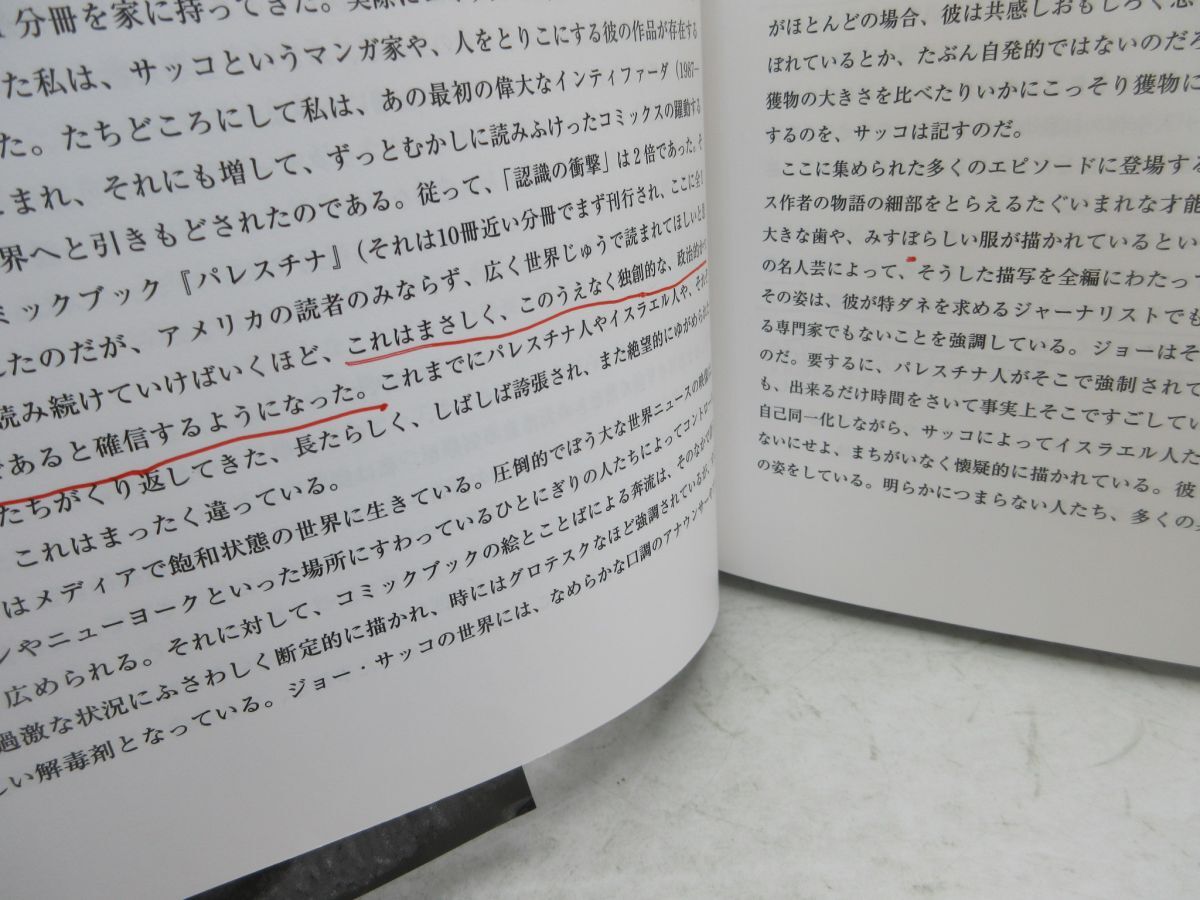 分冊を家に持ってきた。実際に
た私は、サッコというマンガ家や、人をとりこにする彼の作品が存在する
た。たちどころにして私は、あの最初の偉大なインティファーダ（1987–
まれ、それにも増して、ずっとむかしに読みふけったコミックスの躍動する
界へと引きもどされたのである。従って、「認識の衝撃」は2倍であった。そ
ミックブック『パレスチナ』（それは10冊近い分冊でまず刊行され、ここに全1
たのだが、アメリカの読者のみならず、広く世界じゅうで読まれてほしいと思
読み続けていけばいくほど、これはまさしく、このうえなく独創的な、政治的か
であると確信するようになった。これまでにパレスチナ人やイスラエル人や、それ
たちがくり返してきた、長たらしく、しばしば誇張され、また絶望的にゆがめられ
これはまったく違っている。
はメディアで飽和状態の世界に生きている。圧倒的でぼう大な世界ニュースの映像
ンやニューヨークといった場所にすわっているひとにぎりの人たちによってコントロー
広められる。それに対して、コミックブックの絵とことばによる奔流は、そのなかで
過激な状況にふさわしく断定的に描かれ、時にはグロテスクなほど強調されているが、
い解毒剤となっている。ジョー・サッコの世界には、なめらかな口調のアナウンサー
がほとんどの場合、彼は共感しおもしろく
ぼれているとか、たぶん自発的ではないのだろ
獲物の大きさを比べたりいかにこっそり獲物に
するのを、サッコは記すのだ。
ここに集められた多くのエピソードに登場する
ス作者の物語の細部をとらえるたぐいまれな才能
大きな歯や、みすぼらしい服が描かれているとい
の名人芸によって、そうした描写を全編にわたっ
その姿は、彼が特ダネを求めるジャーナリストでも
る専門家でもないことを強調している。ジョーはそ
のだ。要するに、パレスチナ人がそこで強制されて
も、出来るだけ時間をさいて事実上そこですごしてい
自己同一化しながら、サッコによってイスラエル人た
ないにせよ、まちがいなく懐疑的に描かれている。彼
の姿をしている。明らかにつまらない人たち、多くの